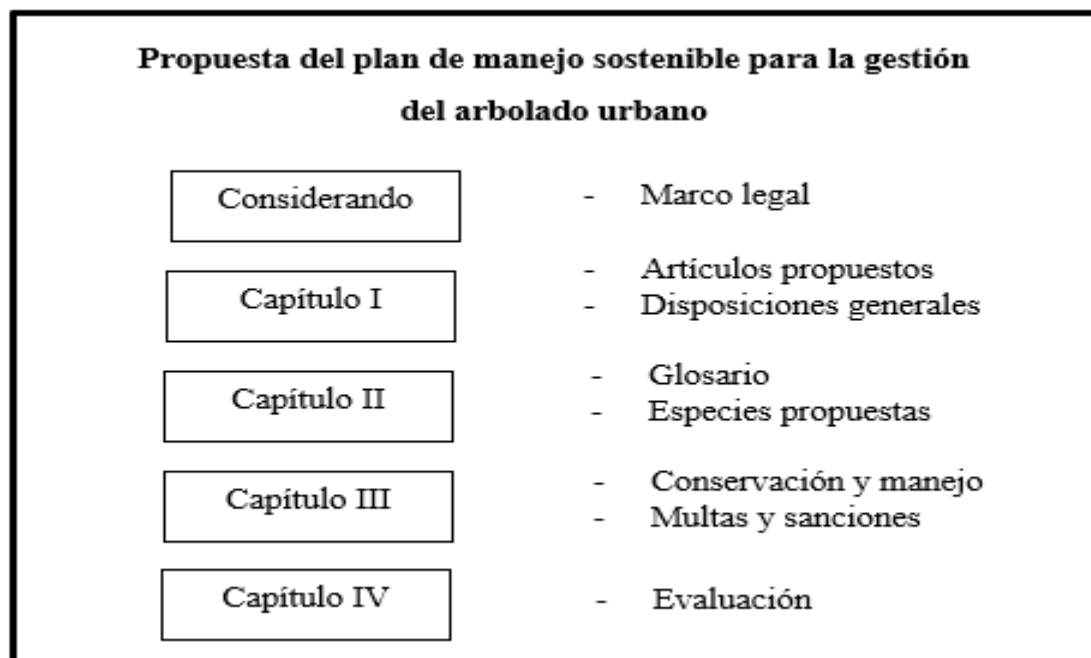 Propuesta del plan de manejo sostenible para la gestión
del arbolado urbano
Considerando
- Marco legal
Capítulo I
- Artículos propuestos
- Disposiciones generales
Capítulo II
- Glosario
- Especies propuestas
Capítulo III
- Conservación y manejo
- Multas y sanciones
Capítulo IV
- Evaluación